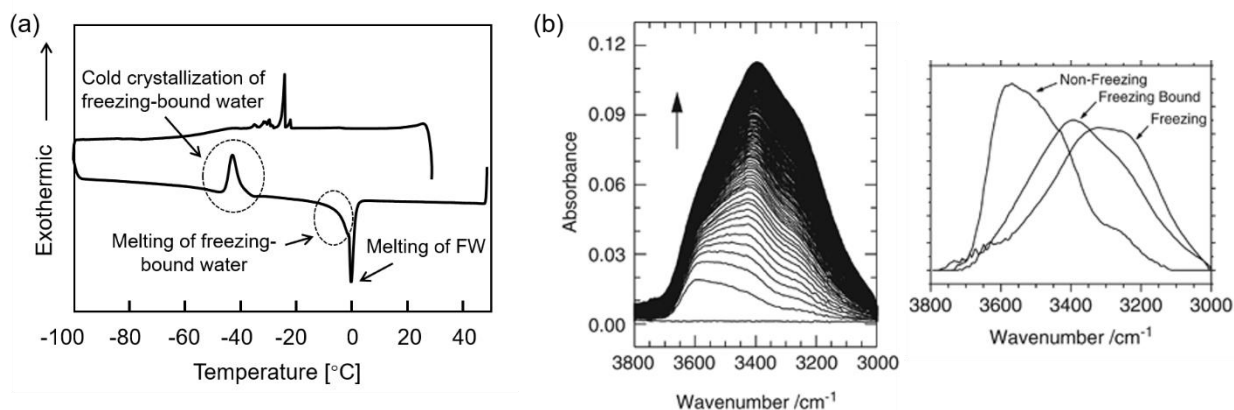 (a)
Exothermic
Cold crystallization of
freezing-bound water
Melting of freezing-
bound water
Melting of FW
-100 -80 -60 -40 -20 0 20 40
Temperature [°C]
(b)
Absorbance
0.12
0.09
0.06
0.03
0.00
3800 3600 3400 3200 3000
Wavenumber /cm-1
Non-Freezing
Freezing Bound
Freezing
3800 3600 3400 3200 3000
Wavenumber /cm-1